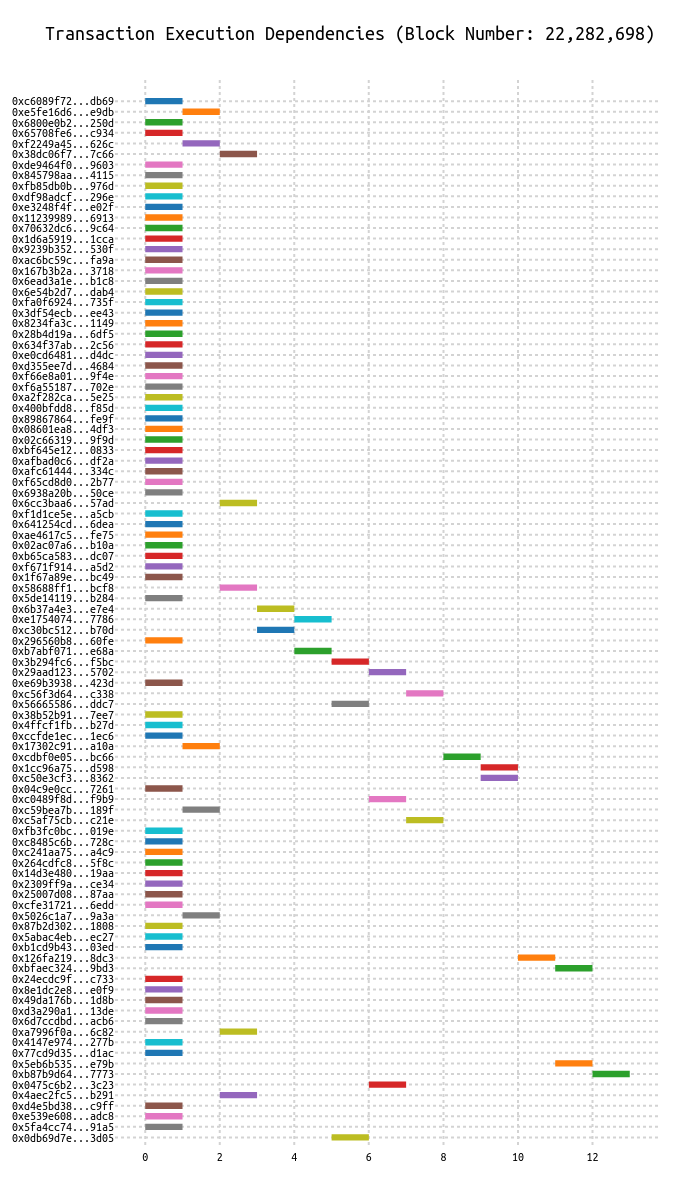 Transaction Execution Dependencies (Block Number: 22,282,698)
0xc6089f72...db69
0xe5fe16d6...e9db
0x6800e0b2...250d
0x65708fe6...c934
0xf2249a45...626c
0x38dc06f7...7c66
0xde9464f0...9603
0x845798aa...4115
0xfb85db0b...976d
0xdf98adcf...296e
0xe3248f4f...e02f
0x11239989...6913
0x70632dc6...9c64
0x1d6a5919...1cca
0x9239b352...530f
0xac6bc59c...fa9a
0x167b3b2a...3718
0x6ead3a1e...b1c8
0x6e54b2d7...dab4
0xfa0f6924...735f
0x3df54ecb...ee43
0x8234fa3c...1149
0x28b4d19a...6df5
0x634f37ab...2c56
0xe0cd6481...d4dc
0xd355ee7d...4684
0xf66e8a01...9f4e
0xf6a55187...702e
0xa2f282ca...5e25
0x400bfdd8...f85d
0x89867864...fe9f
0x08601ea8...4df3
0x02c66319...9f9d
0xbf645e12...0833
0xafbad0c6...df2a
0xafc61444...334c
0xf65cd8d0...2b77
0x6938a20b...50ce
0x6cc3baa6...57ad
0xf1d1ce5e...a5cb
0x641254cd...6dea
0xae4617c5...fe75
0x02ac07a6...b10a
0xb65ca583...dc07
0xf671f914...a5d2
0x1f67a89e...bc49
0x58688ff1...bcf8
0x5de14119...b284
0x6b37a4e3...e7e4
0xe1754074...7786
0xc30bc512...b70d
0x296560b8...60fe
0xb7abf071...e68a
0x3b294fc6...f5bc
0x29aad123...5702
0xe69b3938...423d
0xc56f3d64...c338
0x56665586...ddc7
0x38b52b91...7ee7
0x4ffcf1fb...b27d
0xccfde1ec...1ec6
0x17302c91...a10a
0xcdbf0e05...bc66
0x1cc96a75...d598
0xc50e3cf3...8362
0x04c9e0cc...7261
0xc0489f8d...f9b9
0xc59bea7b...189f
0xc5af75cb...c21e
0xfb3fc0bc...019e
0xc8485c6b...728c
0xc241aa75...a4c9
0x264cdfc8...5f8c
0x14d3e480...19aa
0x2309ff9a...ce34
0x25007d08...87aa
0xcfe31721...6edd
0x5026c1a7...9a3a
0x87b2d302...1808
0x5abac4eb...ec27
0xb1cd9b43...03ed
0x126fa219...8dc3
0xbfaec324...9bd3
0x24ecdc9f...c733
0x8e1dc2e8...e0f9
0x49da176b...1d8b
0xd3a290a1...13de
0x6d7ccdbd...acb6
0xa7996f0a...6c82
0x4147e974...277b
0x77cd9d35...d1ac
0x5eb6b535...e79b
0xb87b9d64...7773
0x0475c6b2...3c23
0x4aec2fc5...b291
0xd4e5bd38...c9ff
0xe539e608...adc8
0x5fa4cc74...91a5
0x0db69d7e...3d05
0 2 4 6 8 10 12